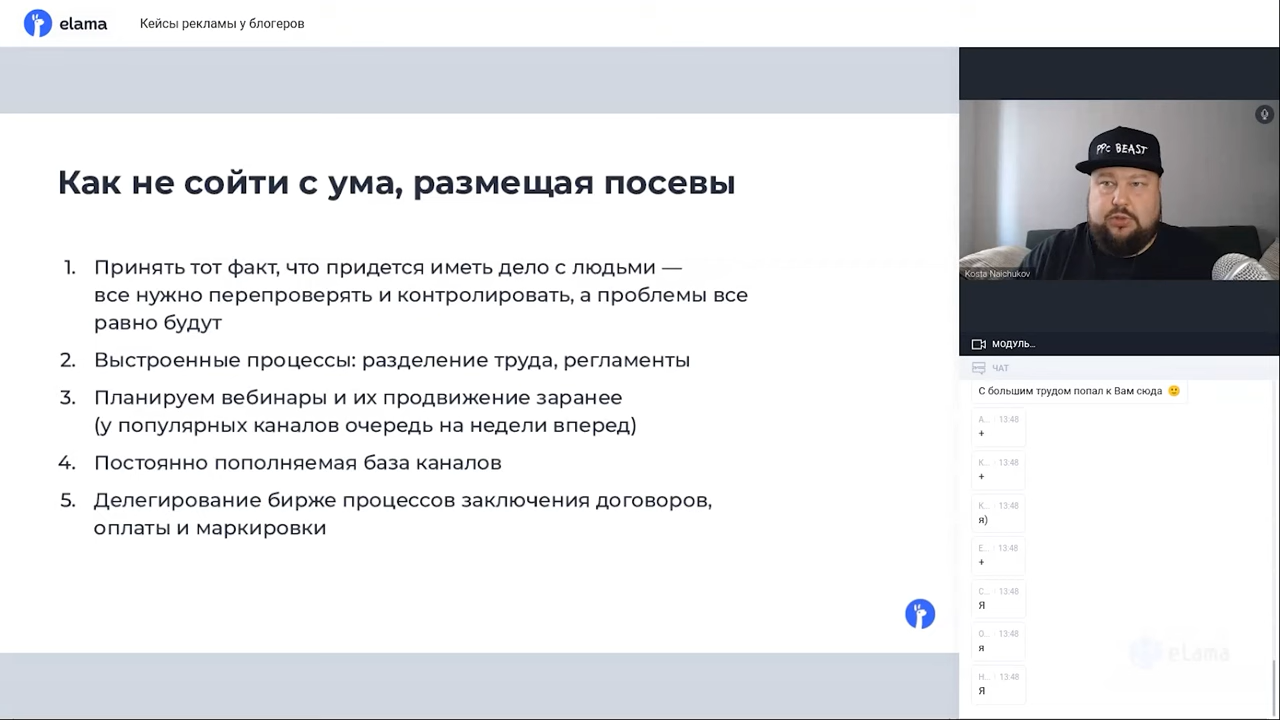 elama
Кейсы рекламы у блогеров
Как не сойти с ума, размещая посевы
1. Принять тот факт, что придется иметь дело с людьми —
все нужно перепроверять и контролировать, а проблемы все
равно будут
2. Выстроенные процессы: разделение труда, регламенты
3. Планируем вебинары и их продвижение заранее
(у популярных каналов очередь на недели вперед)
4. Постоянно пополняемая база каналов
5. Делегирование бирже процессов заключения договоров,
оплаты и маркировки
PPC BEAST
Kosta Naichukov
МОДУЛЬ...
ЧАТ
С большим трудом попал к Вам сюда
А... · 13:48
+
К... · 13:48
+
К... · 13:48
я)
Е... · 13:48
+
С... · 13:48
Я
О... · 13:48
я
Н... · 13:48
Я
eLama